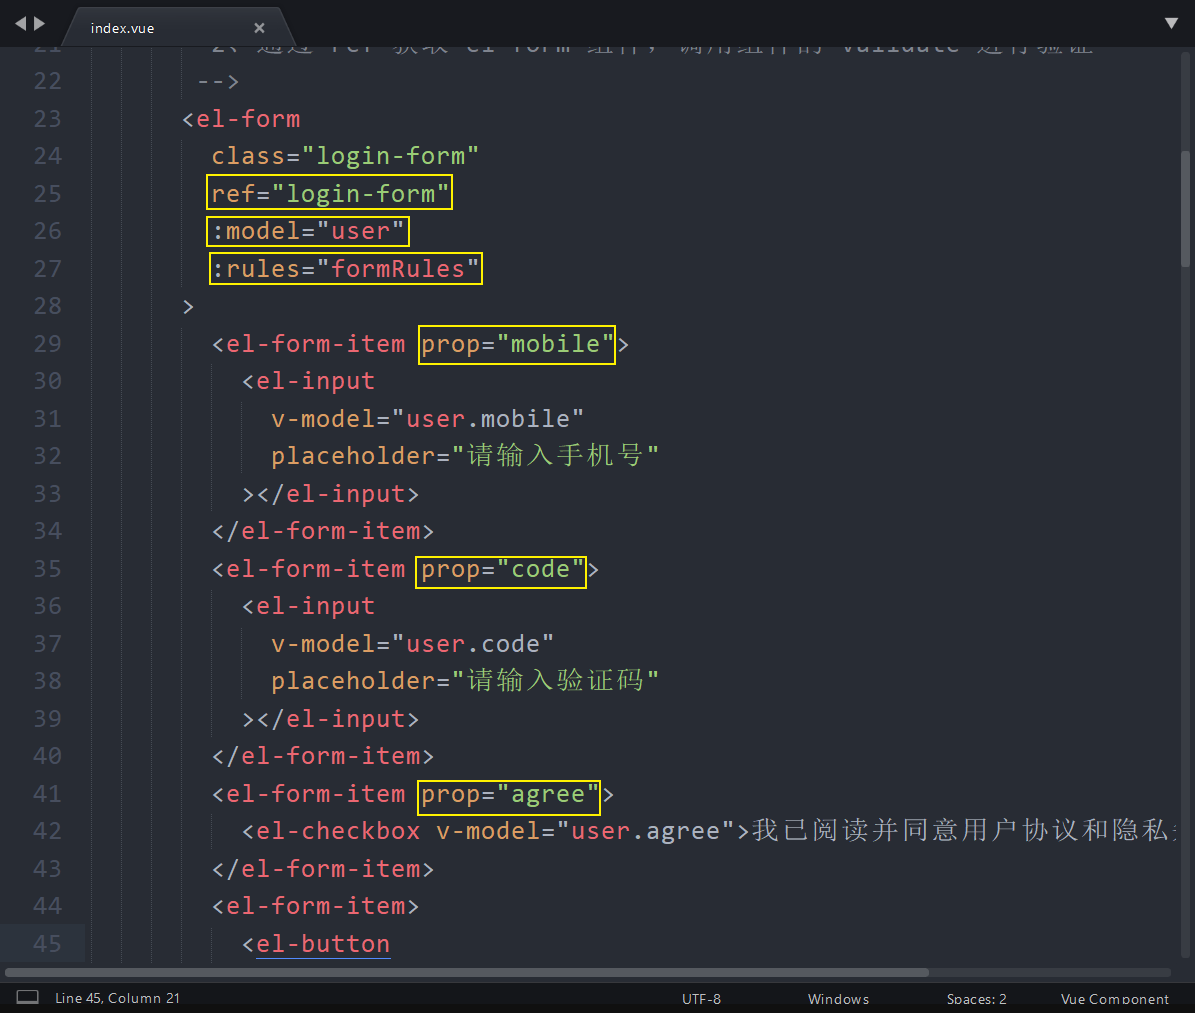 index.vue
22 -->
23 <el-form
24 class="login-form"
25 ref="login-form"
26 :model="user"
27 :rules="formRules"
28 >
29 <el-form-item prop="mobile">
30 <el-input
31 v-model="user.mobile"
32 placeholder="请输入手机号"
33 ></el-input>
34 </el-form-item>
35 <el-form-item prop="code">
36 <el-input
37 v-model="user.code"
38 placeholder="请输入验证码"
39 ></el-input>
40 </el-form-item>
41 <el-form-item prop="agree">
42 <el-checkbox v-model="user.agree">我已阅读并同意用户协议和隐私
43 </el-form-item>
44 <el-form-item>
45 <el-button
Line 45, Column 21 UTF-8 Windows Spaces: 2 Vue Component